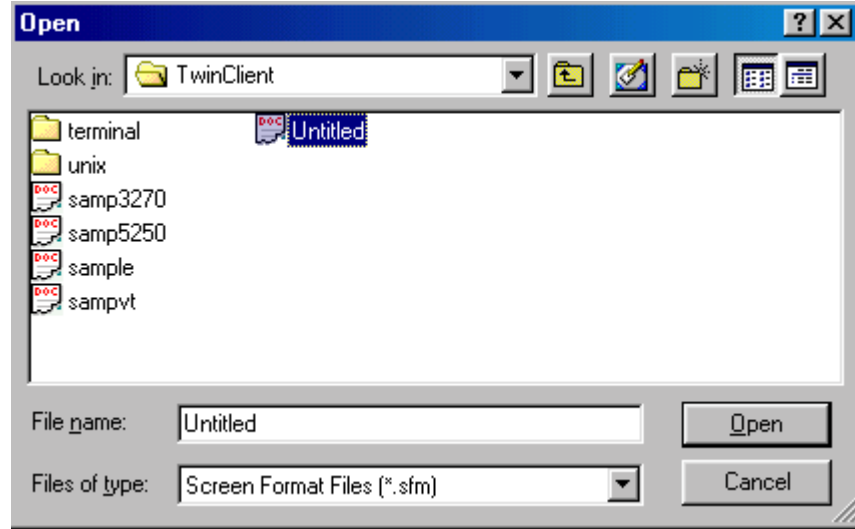 Open
Look in: TwinClient
terminal
unix
samp3270
samp5250
sample
sampvt
Untitled
File name: Untitled Open
Files of type: Screen Format Files (*.sfm) Cancel